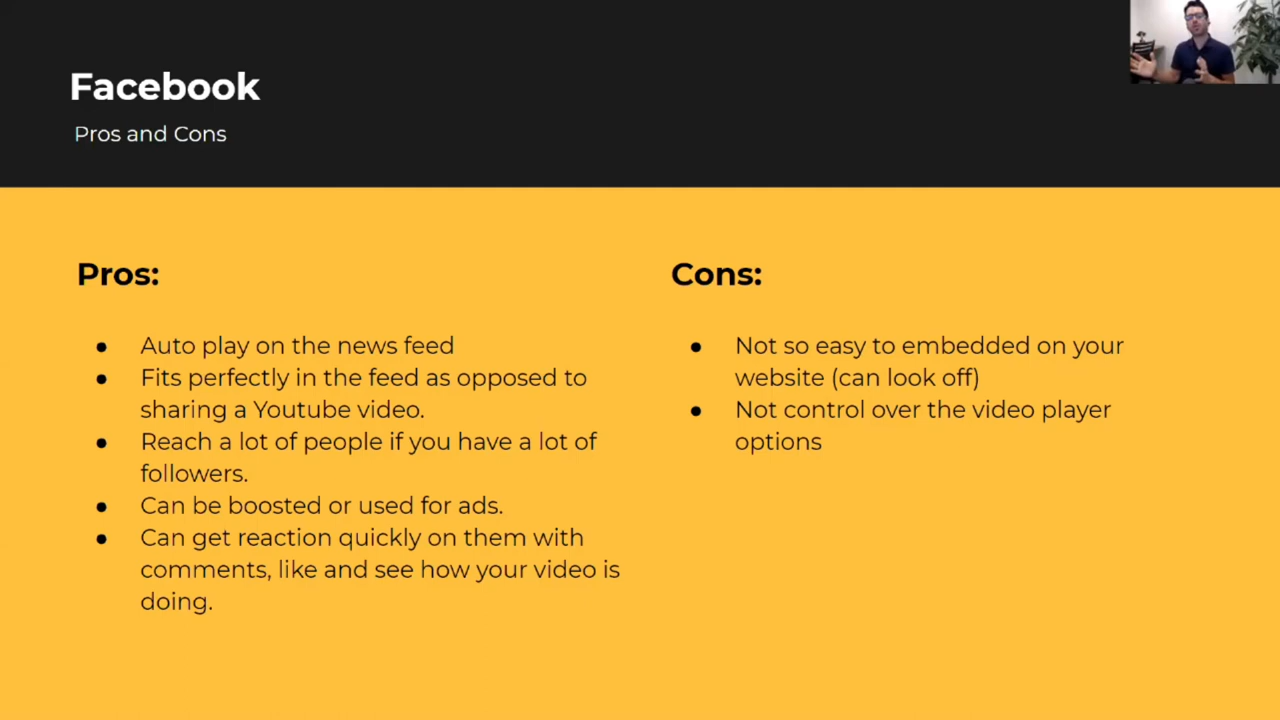 Facebook
Pros and Cons
Pros:
● Auto play on the news feed
● Fits perfectly in the feed as opposed to
sharing a Youtube video.
● Reach a lot of people if you have a lot of
followers.
● Can be boosted or used for ads.
● Can get reaction quickly on them with
comments, like and see how your video is
doing.
Cons:
● Not so easy to embedded on your
website (can look off)
● Not control over the video player
options